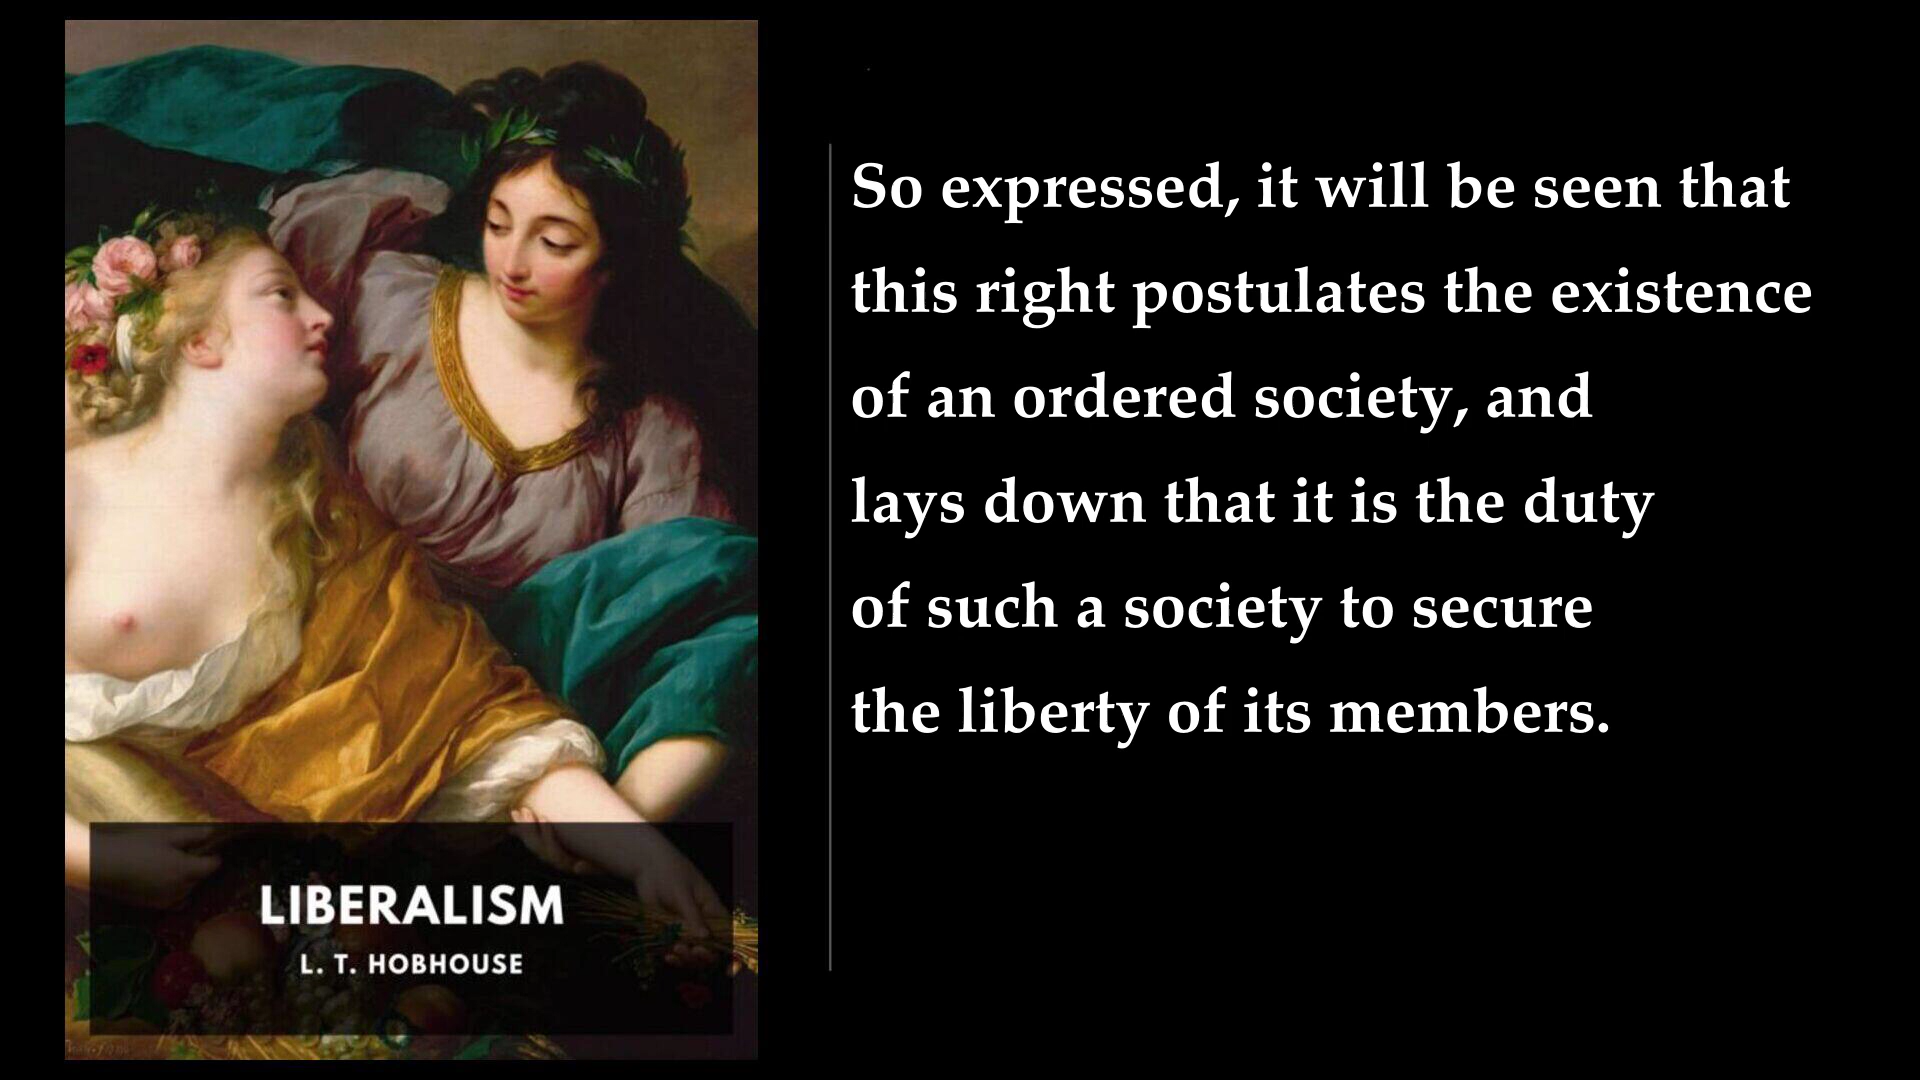 LIBERALISM
L. T. HOBHOUSE
So expressed, it will be seen that
this right postulates the existence
of an ordered society, and
lays down that it is the duty
of such a society to secure
the liberty of its members.